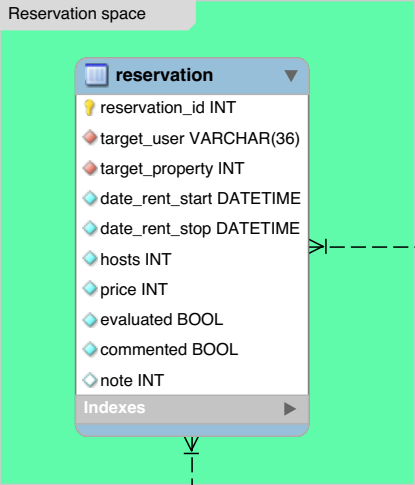 Reservation space
reservation
reservation_id INT
target_user VARCHAR(36)
target_property INT
date_rent_start DATETIME
date_rent_stop DATETIME
hosts INT
price INT
evaluated BOOL
commented BOOL
note INT
Indexes